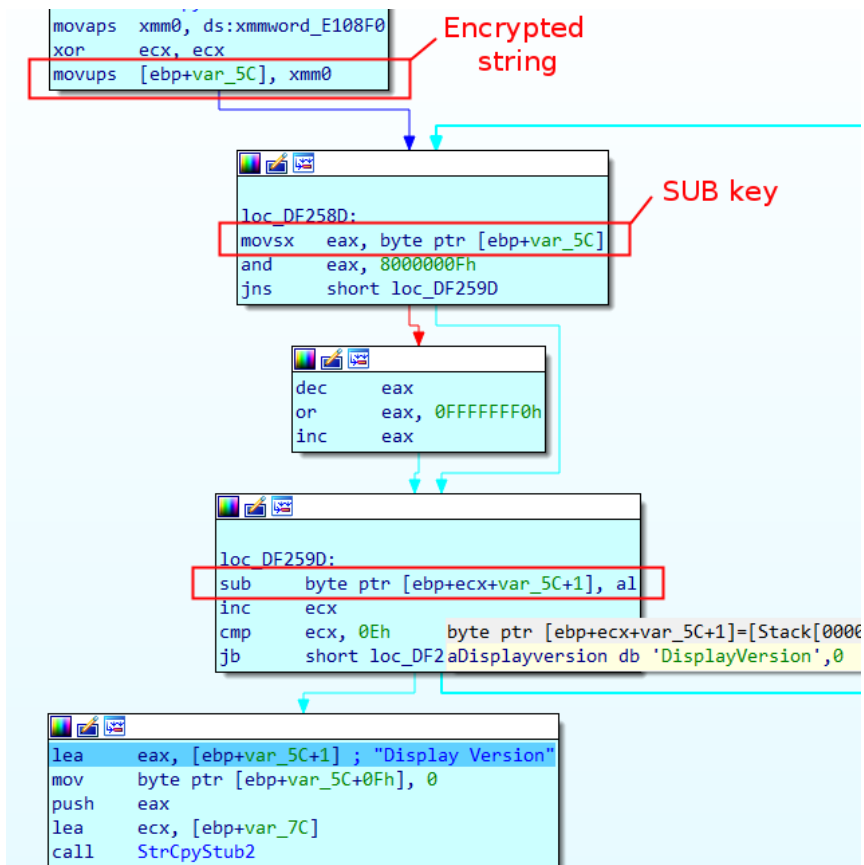 movaps xmm0, ds:xmmword_E108F0
xor ecx, ecx
movups [ebp+var_5C], xmm0
Encrypted
string
loc_DF258D:
movsx eax, byte ptr [ebp+var_5C]
and eax, 8000000Fh
jns short loc_DF259D
SUB key
dec eax
or eax, 0FFFFFFF0h
inc eax
loc_DF259D:
sub byte ptr [ebp+ecx+var_5C+1], al
inc ecx
cmp ecx, 0Eh
jb short loc_DF2
byte ptr [ebp+ecx+var_5C+1]=[Stack[0000
aDisplayversion db 'DisplayVersion',0
lea eax, [ebp+var_5C+1] ; "Display Version"
mov byte ptr [ebp+var_5C+0Fh], 0
push eax
lea ecx, [ebp+var_7C]
call StrCpyStub2